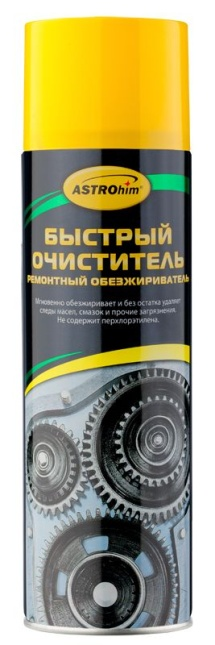 ASTROhim®
БЫСТРЫЙ
ОЧИСТИТЕЛЬ
РЕМОНТНЫЙ ОБЕЗЖИРИВАТЕЛЬ
Мгновенно обезжиривает и без остатка удаляет
следы масел, смазок и прочие загрязнения.
Не содержит перхлорэтилена.